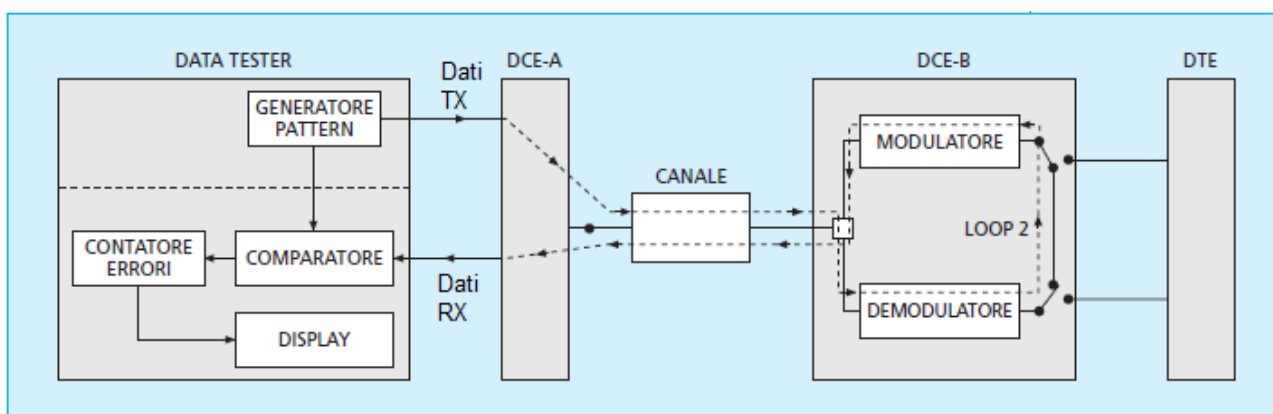 DATA TESTER
Dati
TX
DCE-A
DCE-B
DTE
GENERATORE
PATTERN
MODULATORE
CANALE
LOOP 2
CONTATORE
ERRORI
COMPARATORE
Dati
RX
DEMODULATORE
DISPLAY